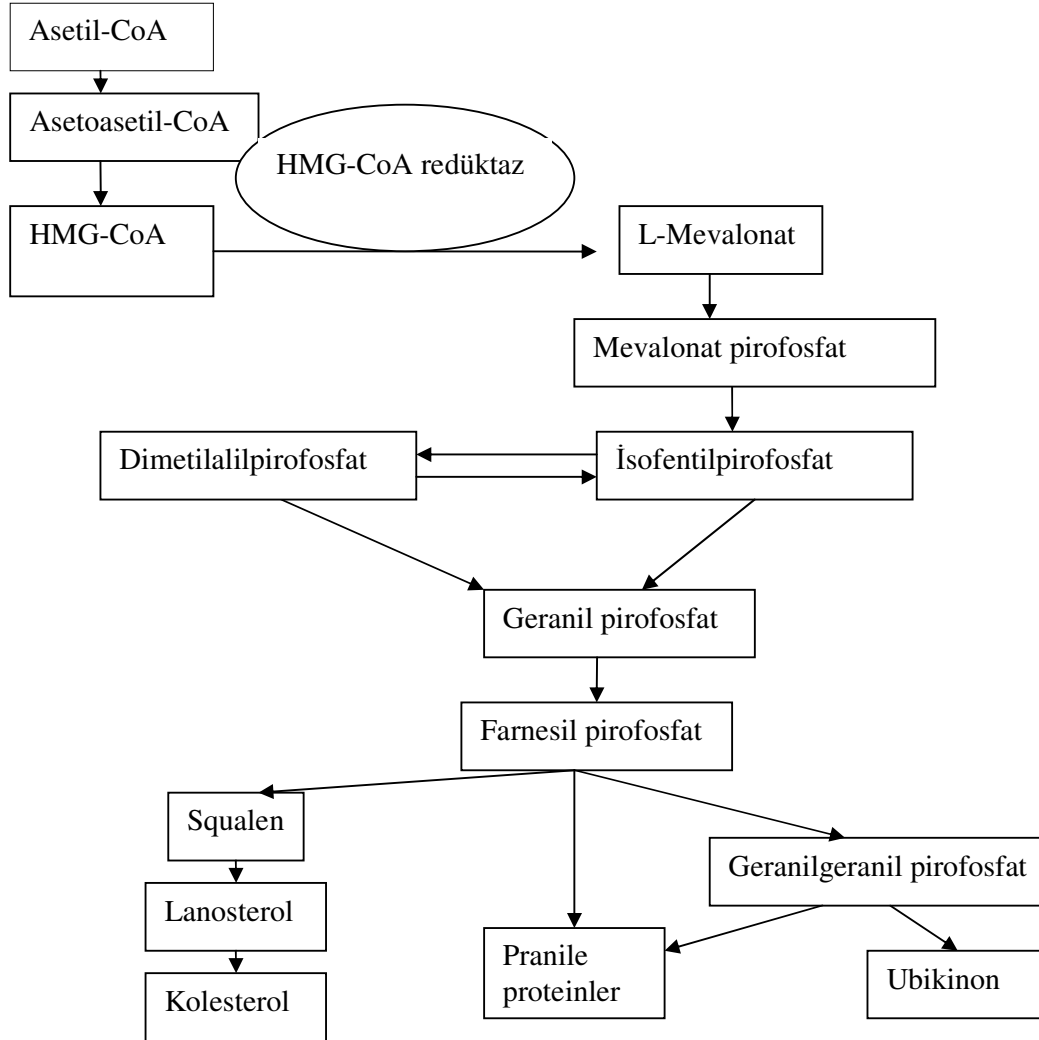 Asetil-CoA
Asetoasetil-CoA
HMG-CoA redüktaz
HMG-CoA
L-Mevalonat
Mevalonat pirofosfat
Dimetilalilpirofosfat
İsofentilpirofosfat
Geranil pirofosfat
Farnesil pirofosfat
Squalen
Geranilgeranil pirofosfat
Lanosterol
Pranile
proteinler
Ubikinon
Kolesterol